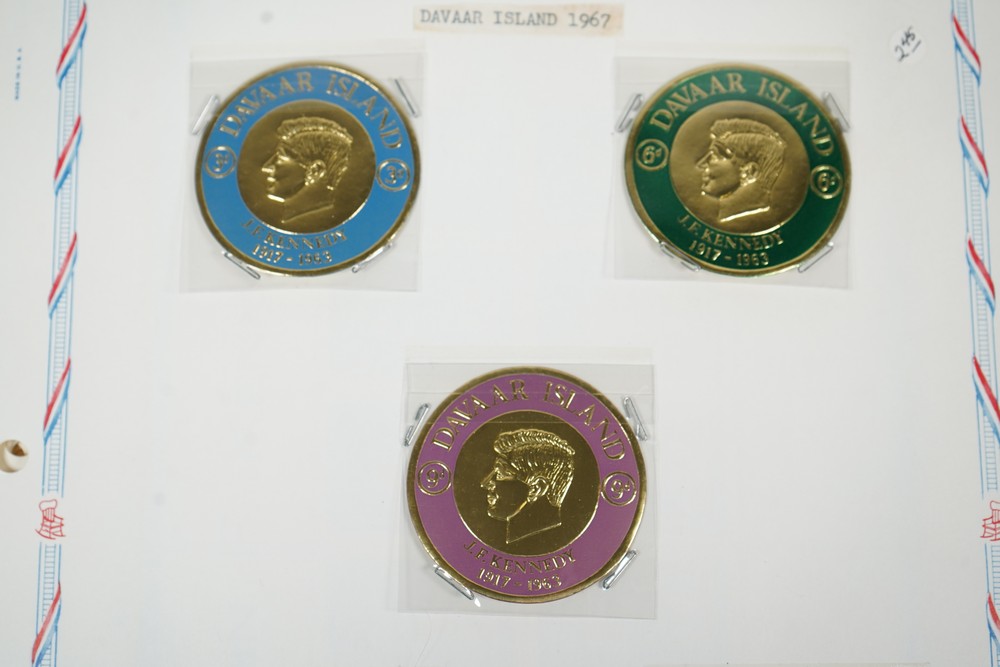 DAVAAR ISLAND 1967
245
DAVAAR ISLAND
3d 3d
J.F. KENNEDY
1917 - 1963
DAVAAR ISLAND
6d 6d
J.F. KENNEDY
1917 - 1963
DAVAAR ISLAND
9d 9d
J.F. KENNEDY
1917 - 1963